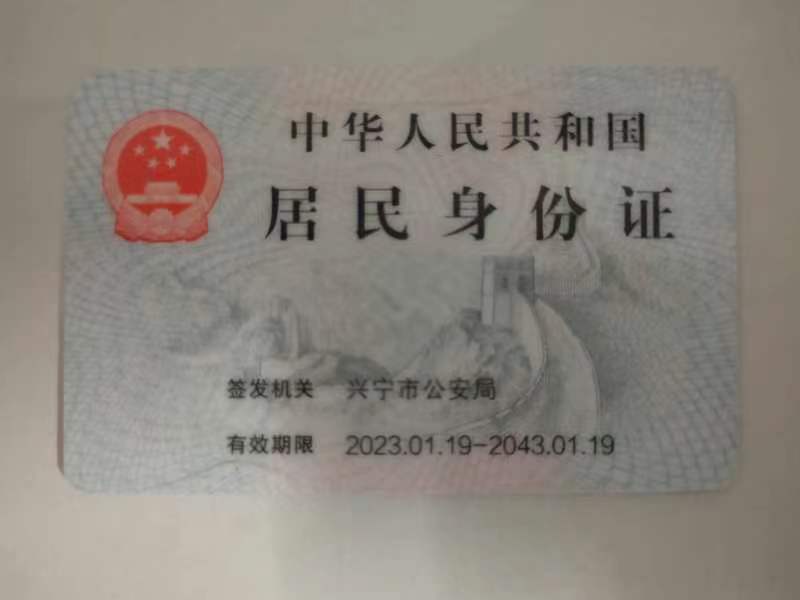 中华人民共和国
居民身份证
签发机关 兴宁市公安局
有效期限 2023.01.19-2043.01.19